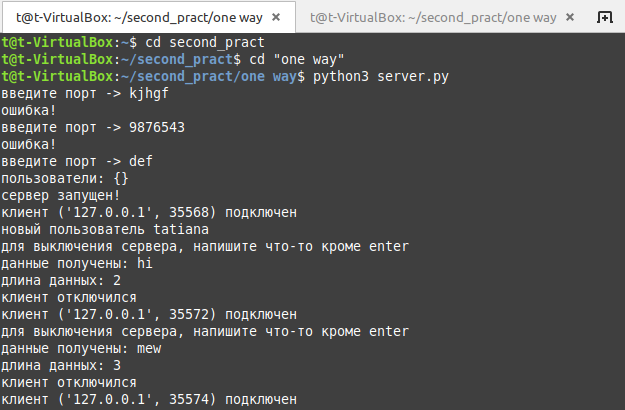 t@t-VirtualBox: ~/second_pract/one way × t@t-VirtualBox: ~/second_pract/one way ×
t@t-VirtualBox:~$ cd second_pract
t@t-VirtualBox:~/second_pract$ cd "one way"
t@t-VirtualBox:~/second_pract/one way$ python3 server.py
введите порт -> kjhgf
ошибка!
введите порт -> 9876543
ошибка!
введите порт -> def
пользователи: {}
сервер запущен!
клиент ('127.0.0.1', 35568) подключен
новый пользователь tatiana
для выключения сервера, напишите что-то кроме enter
данные получены: hi
длина данных: 2
клиент отключился
клиент ('127.0.0.1', 35572) подключен
для выключения сервера, напишите что-то кроме enter
данные получены: mew
длина данных: 3
клиент отключился
клиент ('127.0.0.1', 35574) подключен